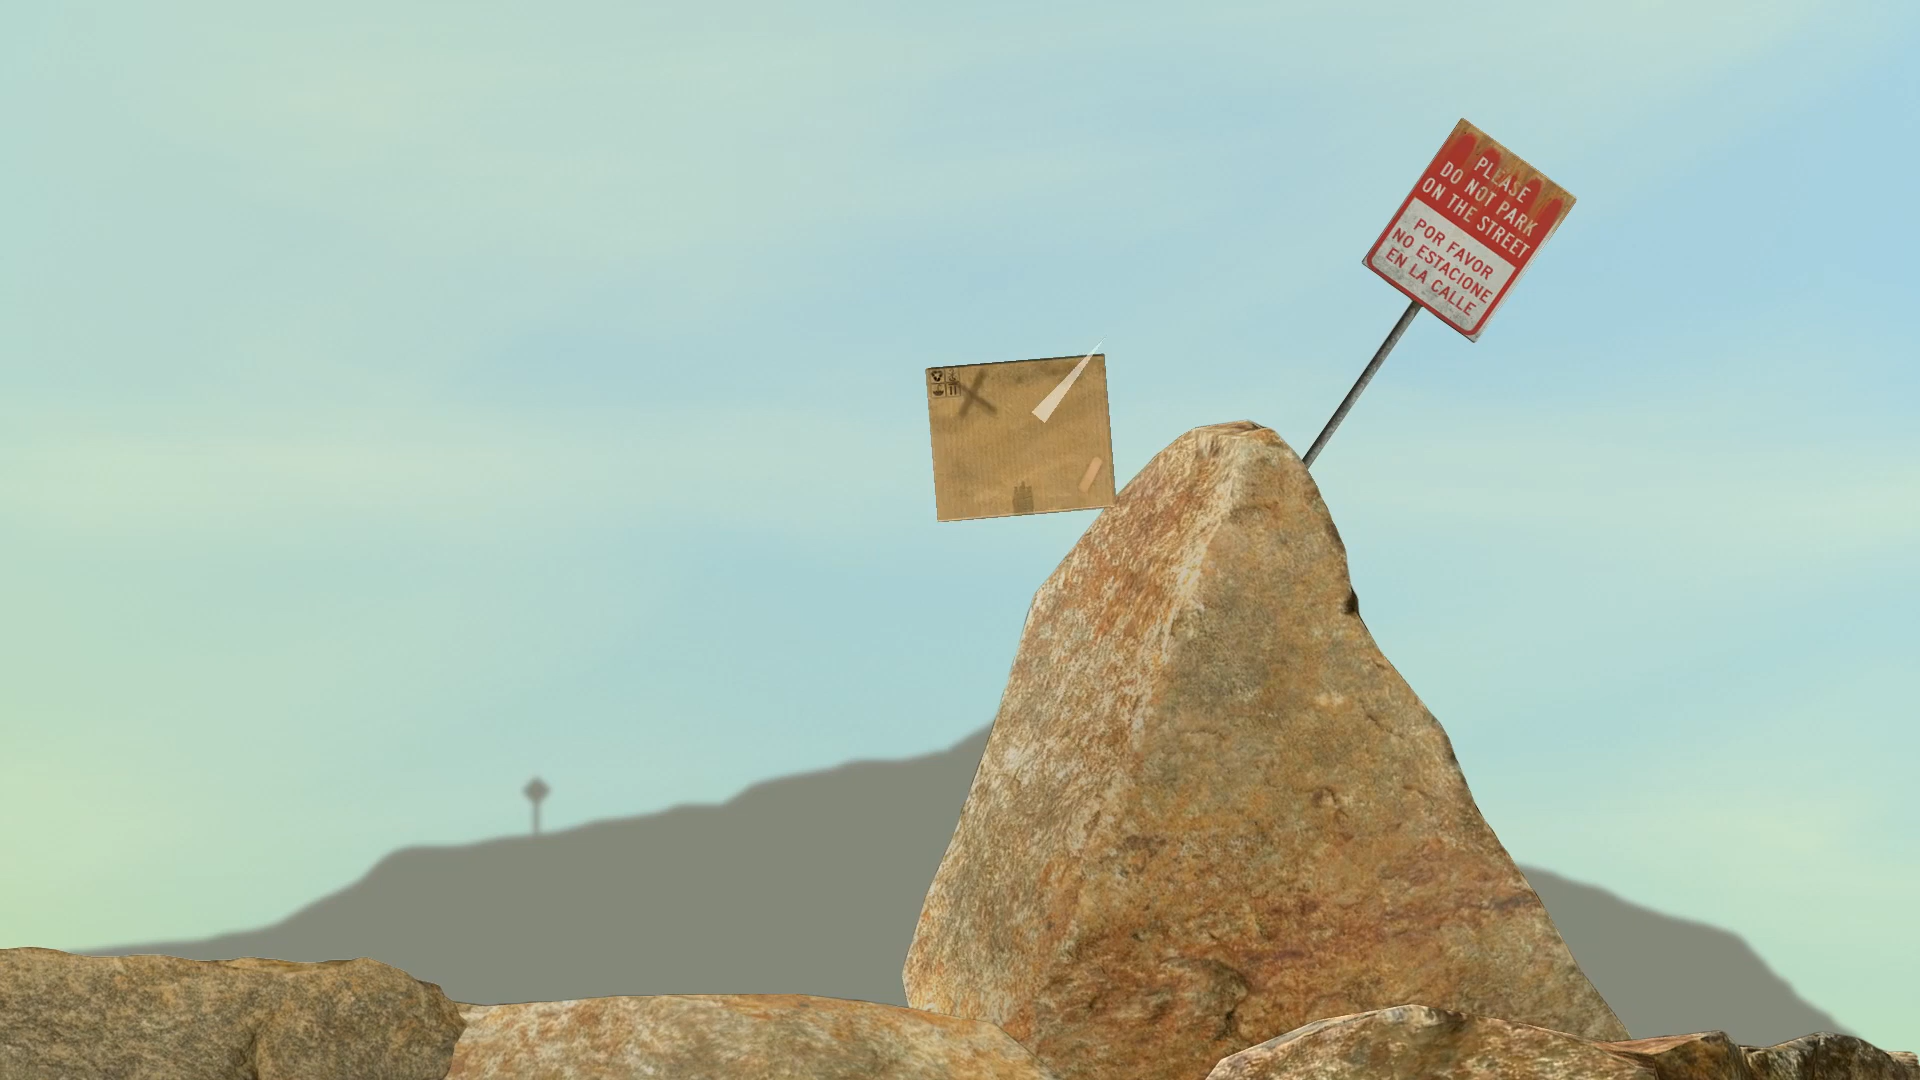 PLEASE
DO NOT PARK
ON THE STREET
POR FAVOR
NO ESTACIONE
EN LA CALLE